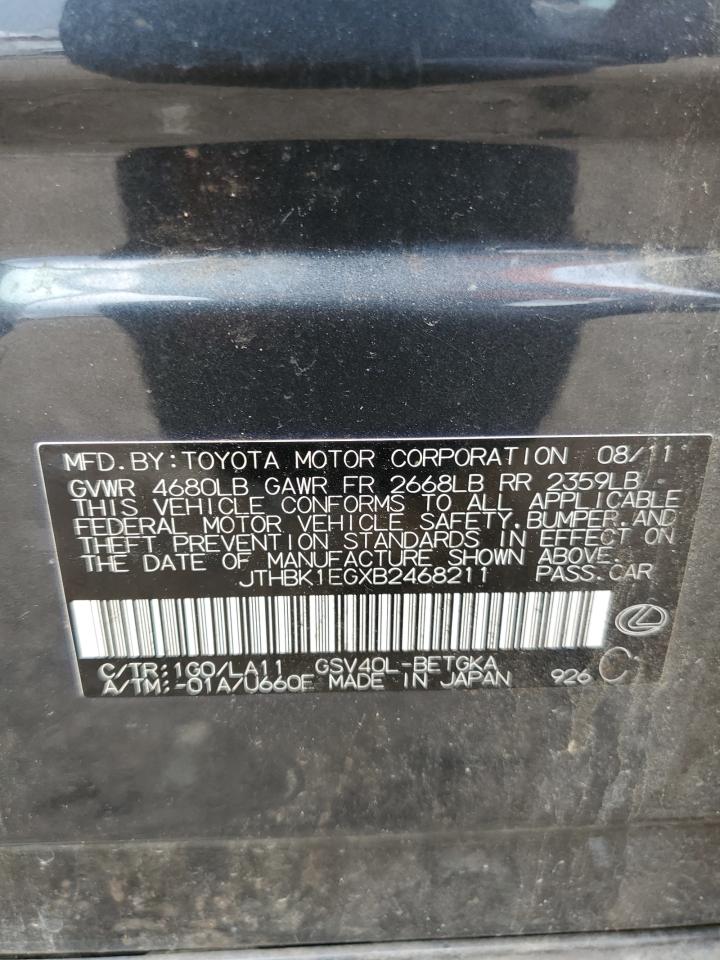 MFD. BY: TOYOTA MOTOR CORPORATION 08/11
GVWR 4680LB GAWR FR 2668LB RR 2359LB
THIS VEHICLE CONFORMS TO ALL APPLICABLE
FEDERAL MOTOR VEHICLE SAFETY, BUMPER, AND
THEFT PREVENTION STANDARDS IN EFFECT ON
THE DATE OF MANUFACTURE SHOWN ABOVE.
JTHBK1EGXB2468211 PASS. CAR
C/TR: 1G0/LA11 GSV40L-BETGKA
A/TM: -01A/U660E MADE IN JAPAN 926 C